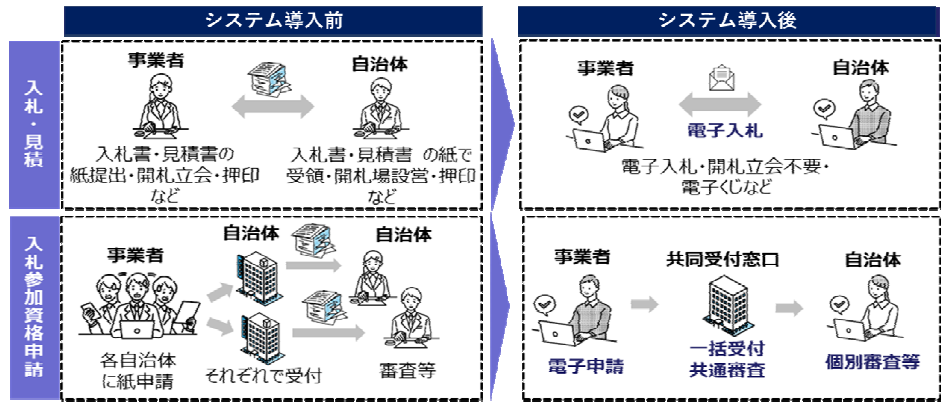 システム導入前
システム導入後
入札・見積
事業者
自治体
入札書・見積書の
紙提出・開札立会・押印
など
入札書・見積書 の紙で
受領・開札場設営・押印
など
事業者
自治体
電子入札
電子入札・開札立会不要・
電子くじなど
入札参加資格申請
事業者
自治体
自治体
各自治体
に紙申請
それぞれで受付
審査等
事業者
共同受付窓口
自治体
電子申請
一括受付
共通審査
個別審査等